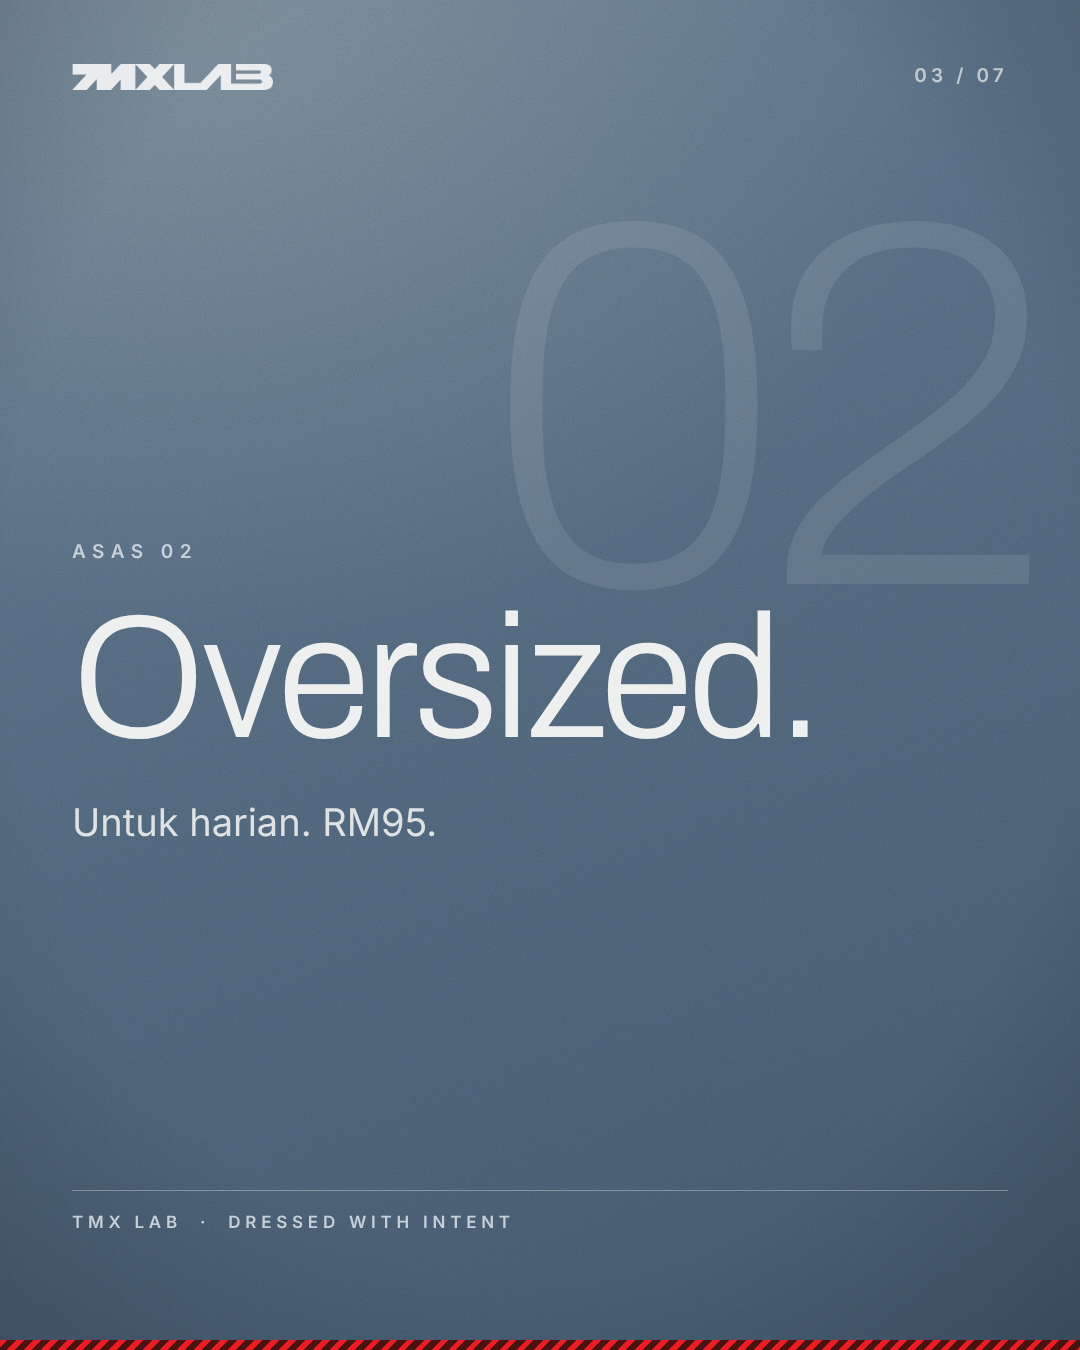 TMXLAB
03 / 07
02
ASAS 02
Oversized.
Untuk harian. RM95.
TMX LAB · DRESSED WITH INTENT